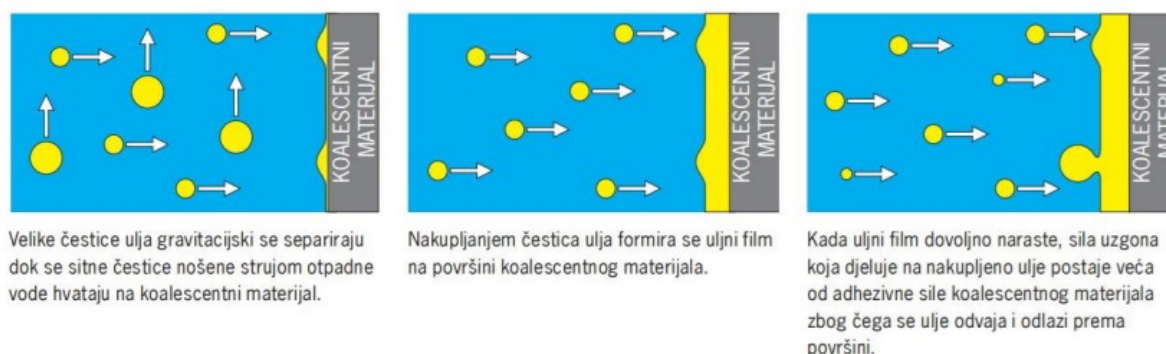 KOALESCENTNI
MATERIJAL
KOALESCENTNI
MATERIJAL
KOALESCENTNI
MATERIJAL
Velike čestice ulja gravitacijski se separiraju
dok se sitne čestice nošene strujom otpadne
vode hvataju na koalescentni materijal.
Nakupljanjem čestica ulja formira se uljni film
na površini koalescentnog materijala.
Kada uljni film dovoljno naraste, sila uzgona
koja djeluje na nakupljeno ulje postaje veća
od adhezivne sile koalescentnog materijala
zbog čega se ulje odvaja i odlazi prema
površini.